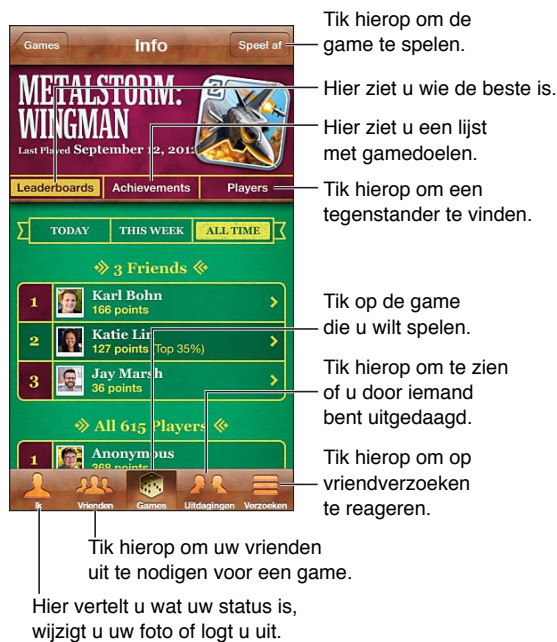 Tik hierop om de
game te spelen.
Games
Info
Speel af
METALSTORM:
WINGMAN
Last Played September 12, 2012
Hier ziet u wie de beste is.
Hier ziet u een lijst
met gamedoelen.
Leaderboards
Achievements
Players
Tik hierop om een
tegenstander te vinden.
TODAY
THIS WEEK
ALL TIME
3 Friends
1
Karl Bohn
166 points
2
Katie Lin
127 points (Top 35%)
3
Jay Marsh
36 points
Tik op de game
die u wilt spelen.
All 615 Players
1
Anonymous
368 points
Tik hierop om te zien
of u door iemand
bent uitgedaagd.
Ik
Vrienden
Games
Uitdagingen
Verzoeken
Tik hierop om op
vriendverzoeken
te reageren.
Tik hierop om uw vrienden
uit te nodigen voor een game.
Hier vertelt u wat uw status is,
wijzigt u uw foto of logt u uit.